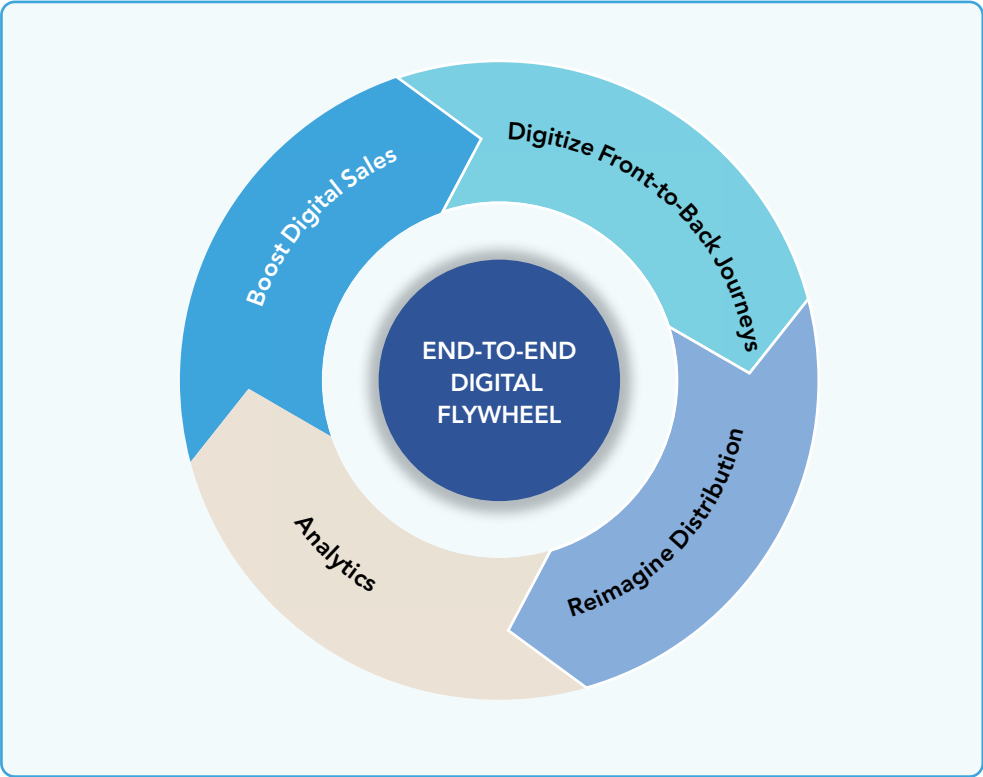 Boost Digital Sales
Digitize Front-to-Back Journeys
Reimagine Distribution
Analytics
END-TO-END
DIGITAL
FLYWHEEL